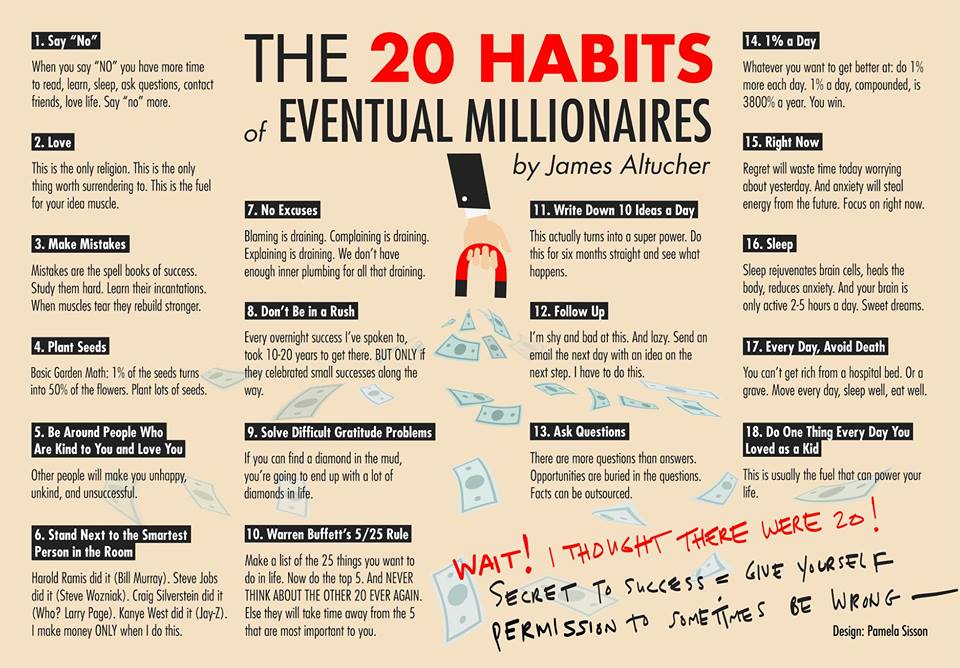 THE 20 HABITS
of EVENTUAL MILLIONAIRES
by James Altucher
1. Say “No”
When you say “NO” you have more time
to read, learn, sleep, ask questions, contact
friends, love life. Say “no” more.
2. Love
This is the only religion. This is the only
thing worth surrendering to. This is the fuel
for your idea muscle.
3. Make Mistakes
Mistakes are the spell books of success.
Study them hard. Learn their incantations.
When muscles tear they rebuild stronger.
4. Plant Seeds
Basic Garden Math: 1% of the seeds turns
into 50% of the flowers. Plant lots of seeds.
5. Be Around People Who
Are Kind to You and Love You
Other people will make you unhappy,
unkind, and unsuccessful.
6. Stand Next to the Smartest
Person in the Room
Harold Ramis did it (Bill Murray). Steve Jobs
did it (Steve Wozniak). Craig Silverstein did it
(Who? Larry Page). Kanye West did it (Jay-Z).
I make money ONLY when I do this.
7. No Excuses
Blaming is draining. Complaining is draining.
Explaining is draining. We don’t have
enough inner plumbing for all that draining.
8. Don’t Be in a Rush
Every overnight success I’ve spoken to,
took 10-20 years to get there. BUT ONLY if
they celebrated small successes along the
way.
9. Solve Difficult Gratitude Problems
If you can find a diamond in the mud,
you’re going to end up with a lot of
diamonds in life.
10. Warren Buffett’s 5/25 Rule
Make a list of the 25 things you want to
do in life. Now do the top 5. And NEVER
THINK ABOUT THE OTHER 20 EVER AGAIN.
Else they will take time away from the 5
that are most important to you.
11. Write Down 10 Ideas a Day
This actually turns into a super power. Do
this for six months straight and see what
happens.
12. Follow Up
I’m shy and bad at this. And lazy. Send an
email the next day with an idea on the
next step. I have to do this.
13. Ask Questions
There are more questions than answers.
Opportunities are buried in the questions.
Facts can be outsourced.
14. 1% a Day
Whatever you want to get better at: do 1%
more each day. 1% a day, compounded, is
3800% a year. You win.
15. Right Now
Regret will waste time today worrying
about yesterday. And anxiety will steal
energy from the future. Focus on right now.
16. Sleep
Sleep rejuvenates brain cells, heals the
body, reduces anxiety. And your brain is
only active 2-5 hours a day. Sweet dreams.
17. Every Day, Avoid Death
You can’t get rich from a hospital bed. Or a
grave. Move every day, sleep well, eat well.
18. Do One Thing Every Day You
Loved as a Kid
This is usually the fuel that can power your
life.
WAIT! I THOUGHT THERE WERE 20!
SECRET TO SUCCESS = GIVE YOURSELF
PERMISSION TO SOMETIMES BE WRONG —
Design: Pamela Sisson